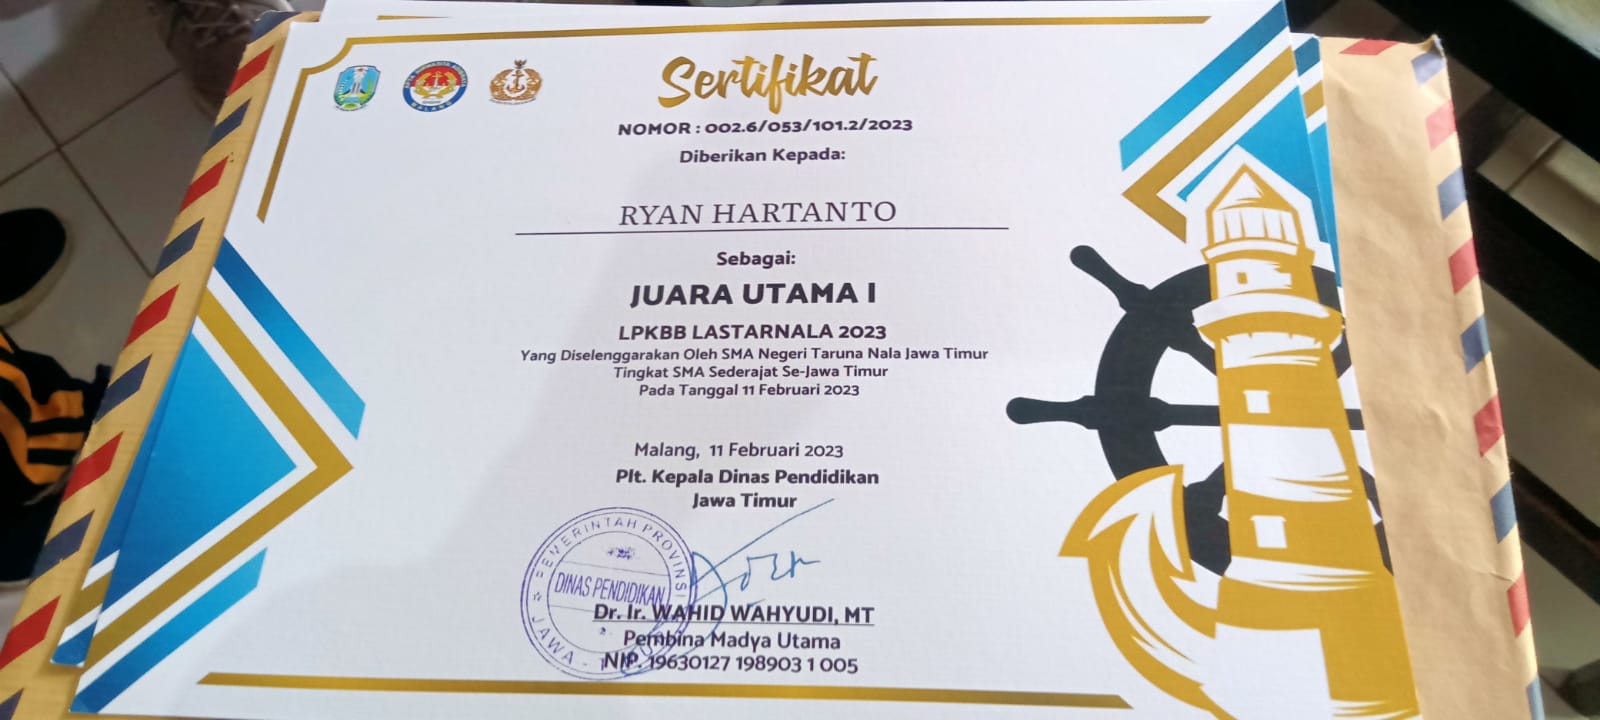 Sertifikat
NOMOR : 002.6/053/101.2/2023
Diberikan Kepada:
RYAN HARTANTO
Sebagai:
JUARA UTAMA I
LPKBB LASTARNALA 2023
Yang Diselenggarakan Oleh SMA Negeri Taruna Nala Jawa Timur
Tingkat SMA Sederajat Se-Jawa Timur
Pada Tanggal 11 Februari 2023
Malang, 11 Februari 2023
Plt. Kepala Dinas Pendidikan
Jawa Timur
PEMERINTAH PROVINSI
DINAS PENDIDIKAN
JAWA -
Dr. Ir. WAHID WAHYUDI, MT
Pembina Madya Utama
NIP. 19630127 198903 1 005